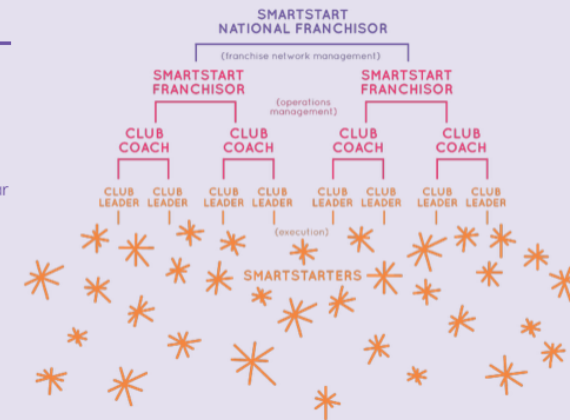 SMARTSTART
NATIONAL FRANCHISOR
(franchise network management)
SMARTSTART
FRANCHISOR
SMARTSTART
FRANCHISOR
(operations
management)
CLUB
COACH
CLUB
COACH
CLUB
COACH
CLUB
COACH
CLUB
LEADER
CLUB
LEADER
CLUB
LEADER
CLUB
LEADER
CLUB
LEADER
CLUB
LEADER
CLUB
LEADER
CLUB
LEADER
(execution)
SMARTSTARTERS